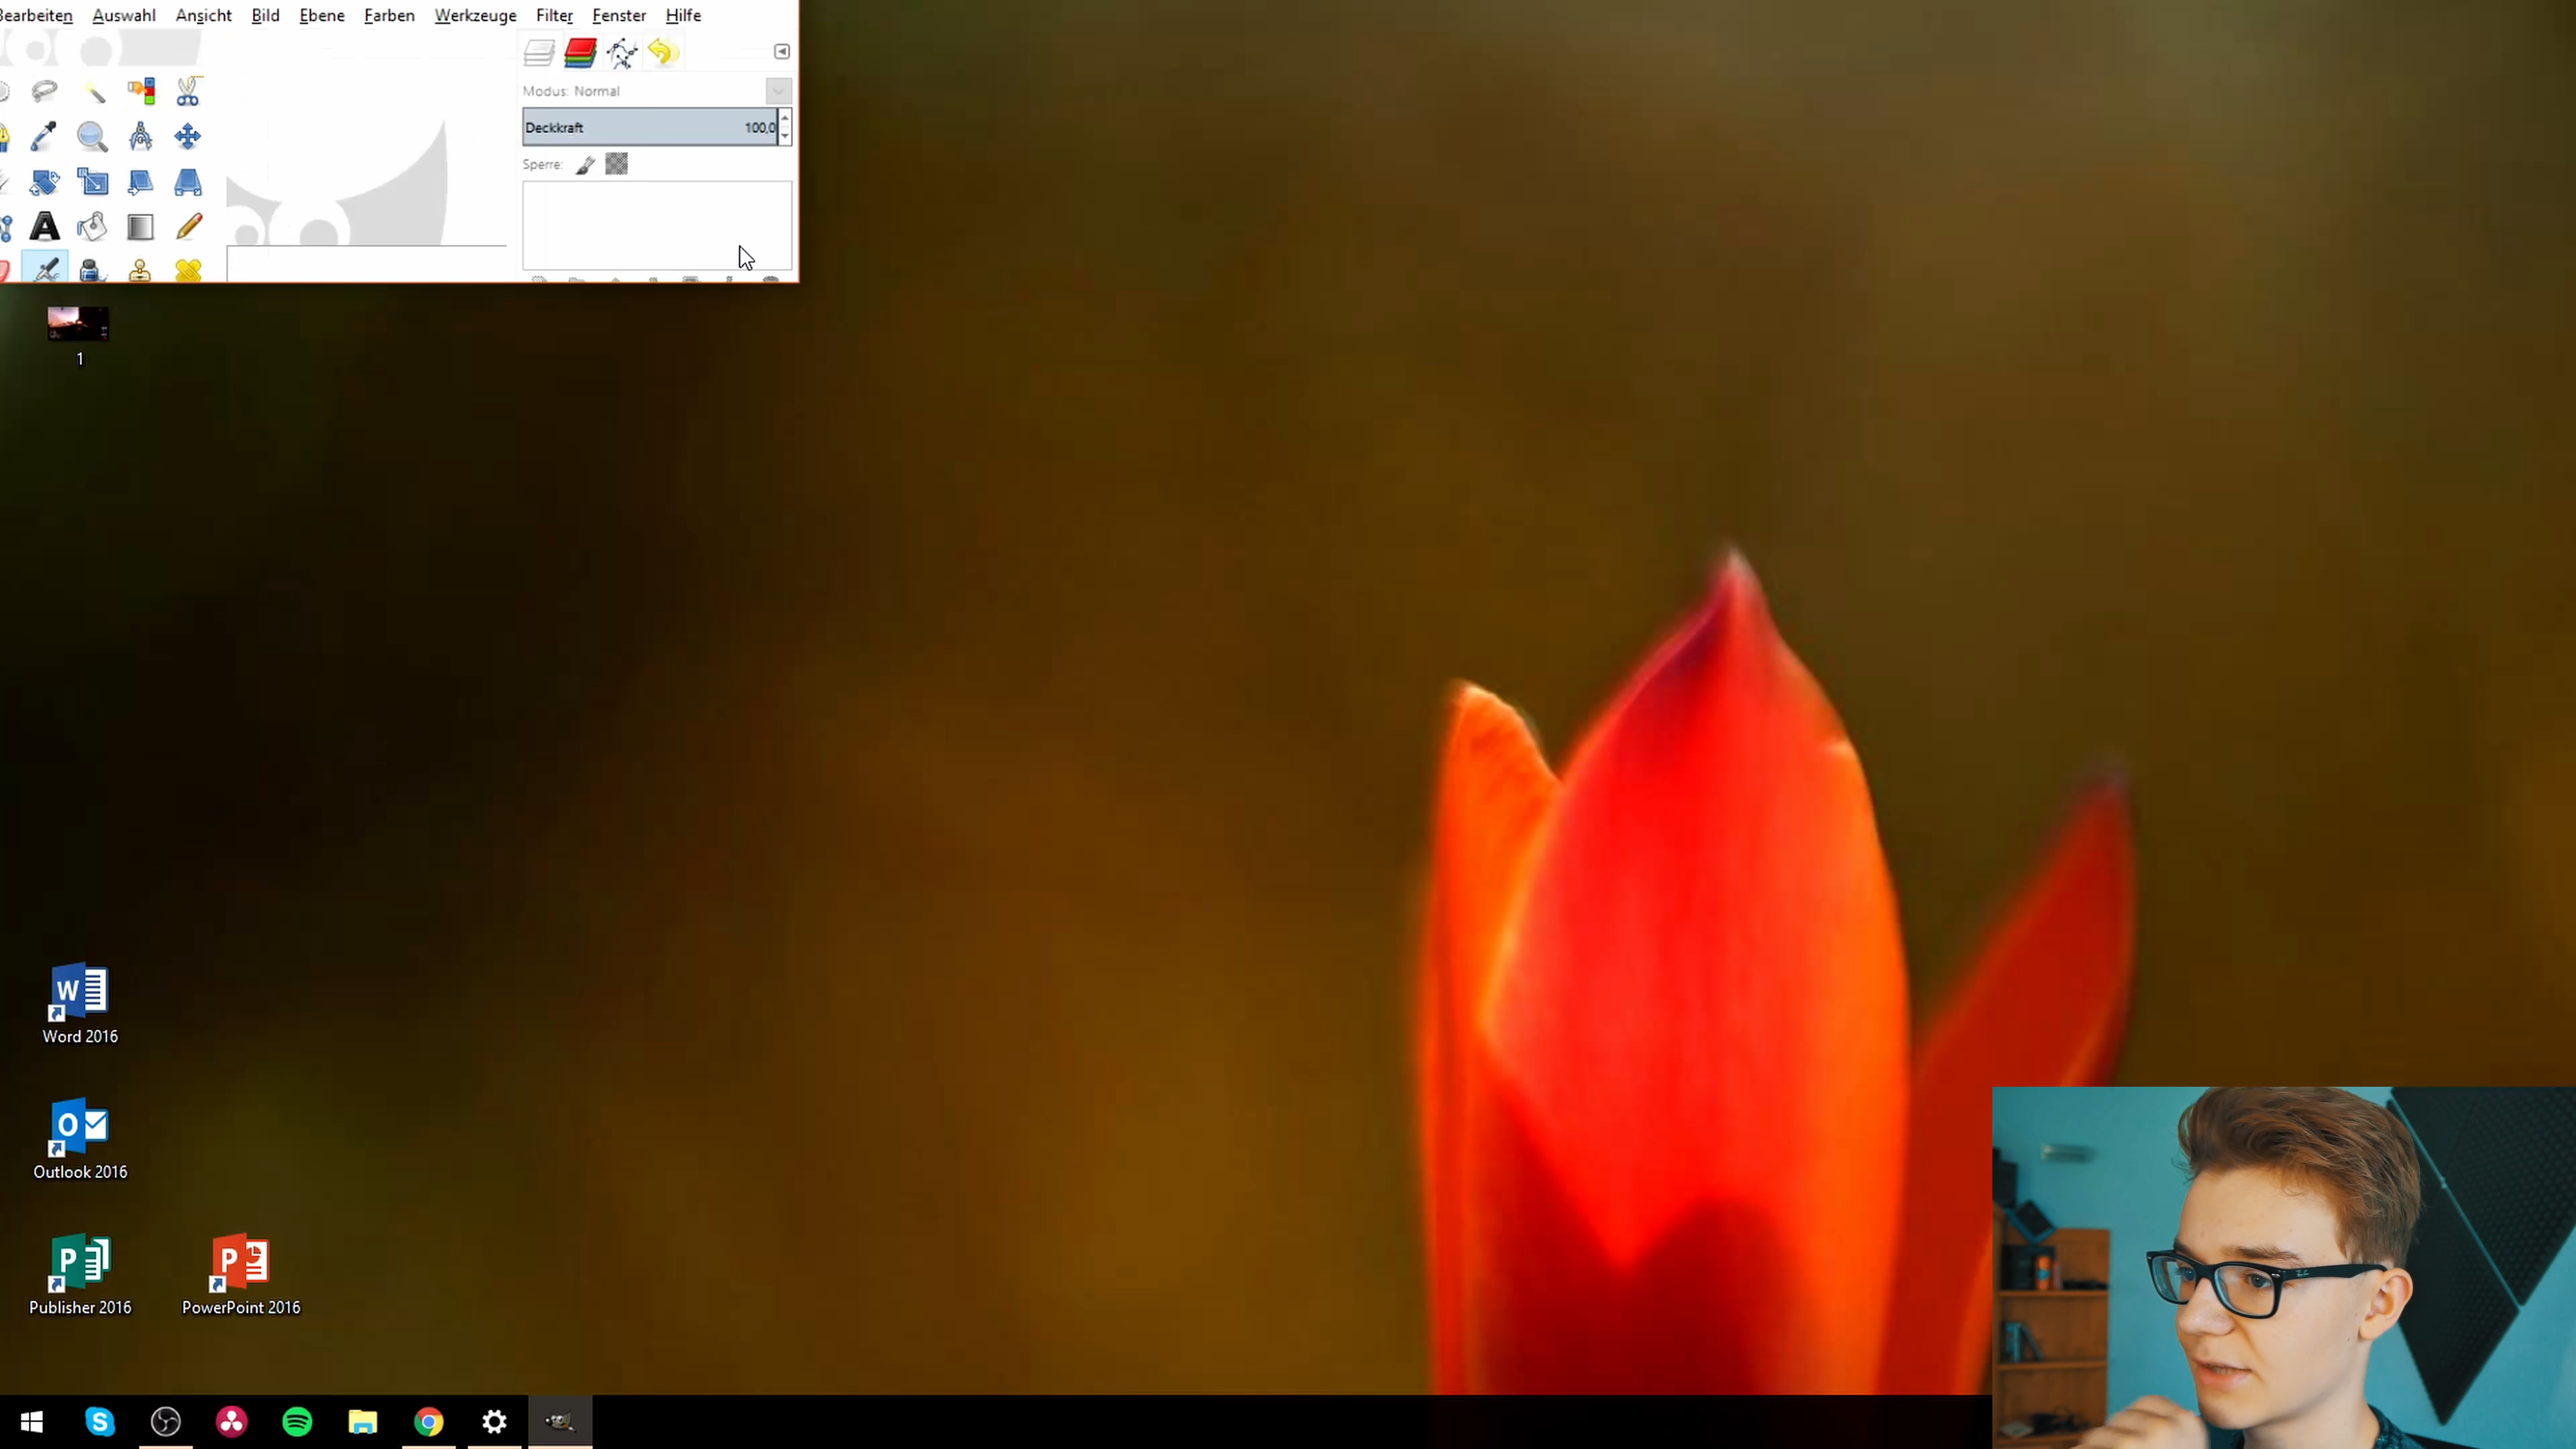 Bearbeiten Auswahl Ansicht Bild Ebene Farben Werkzeuge Filter Fenster Hilfe
Modus: Normal
Deckkraft 100,0
Sperre:
1
Word 2016
Outlook 2016
Publisher 2016
PowerPoint 2016